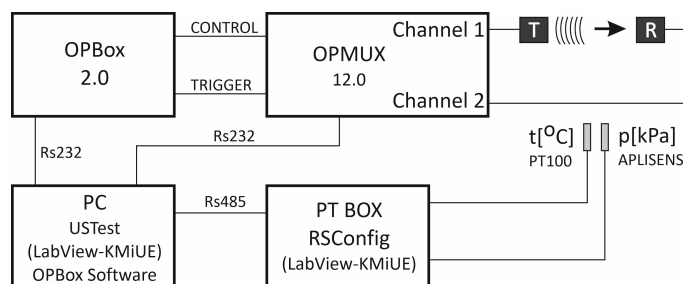 OPBox
2.0
CONTROL
TRIGGER
OPMUX
12.0
Channel 1
Channel 2
T
R
Rs232
Rs232
t[°C]
PT100
p[kPa]
APLISENS
PC
USTest
(LabView-KMiUE)
OPBox Software
Rs485
PT BOX
RSConfig
(LabView-KMiUE)